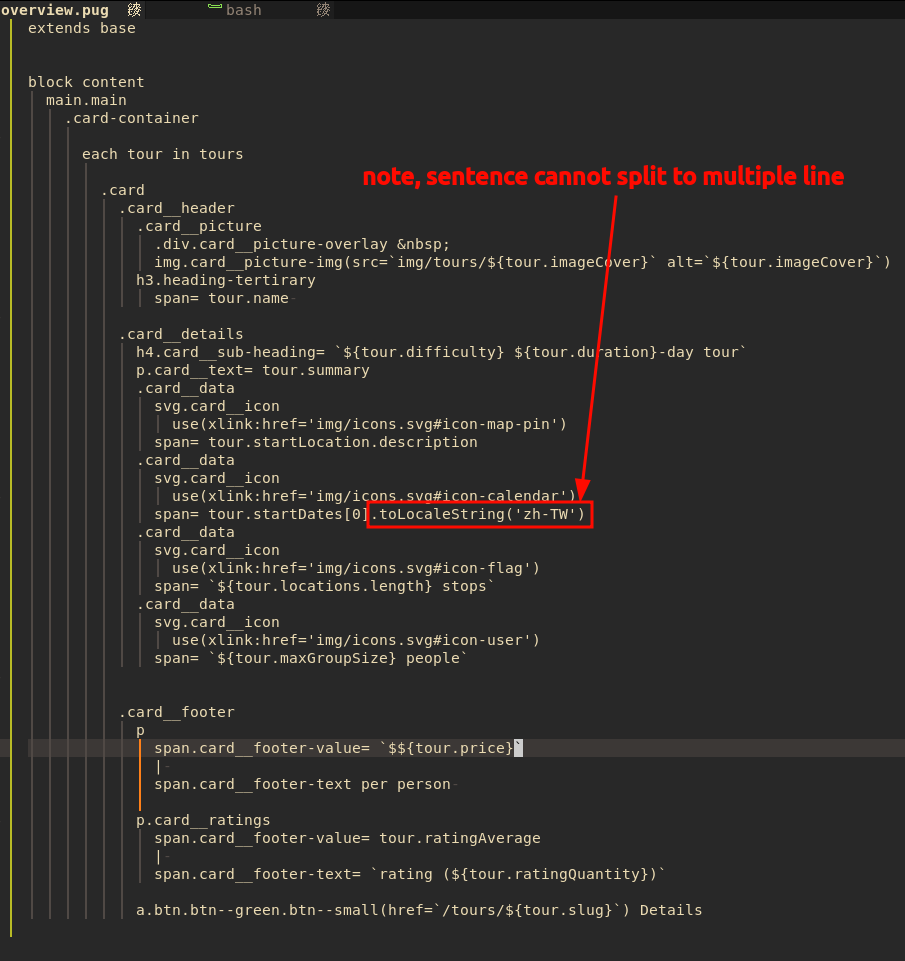 overview.pug bash
extends base
block content
main.main
.card-container
each tour in tours
note, sentence cannot split to multiple line
.card
.card__header
.card__picture
.div.card__picture-overlay &nbsp;
img.card__picture-img(src=`img/tours/${tour.imageCover}` alt=`${tour.imageCover}`)
h3.heading-tertirary
span= tour.name-
.card__details
h4.card__sub-heading= `${tour.difficulty} ${tour.duration}-day tour`
p.card__text= tour.summary
.card__data
svg.card__icon
use(xlink:href='img/icons.svg#icon-map-pin')
span= tour.startLocation.description
.card__data
svg.card__icon
use(xlink:href='img/icons.svg#icon-calendar')
span= tour.startDates[0].toLocaleString('zh-TW')
.card__data
svg.card__icon
use(xlink:href='img/icons.svg#icon-flag')
span= `${tour.locations.length} stops`
.card__data
svg.card__icon
use(xlink:href='img/icons.svg#icon-user')
span= `${tour.maxGroupSize} people`
.card__footer
p
span.card__footer-value= `$${tour.price}`
|-
span.card__footer-text per person-
p.card__ratings
span.card__footer-value= tour.ratingAverage
|-
span.card__footer-text= `rating (${tour.ratingQuantity})`
a.btn.btn--green.btn--small(href=`/tours/${tour.slug}`) Details